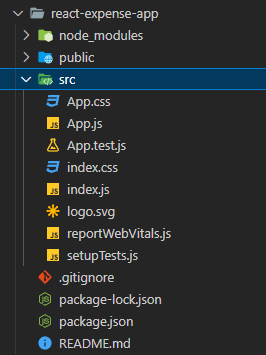 react-expense-app
node_modules
public
src
App.css
App.js
App.test.js
index.css
index.js
logo.svg
reportWebVitals.js
setupTests.js
.gitignore
package-lock.json
package.json
README.md